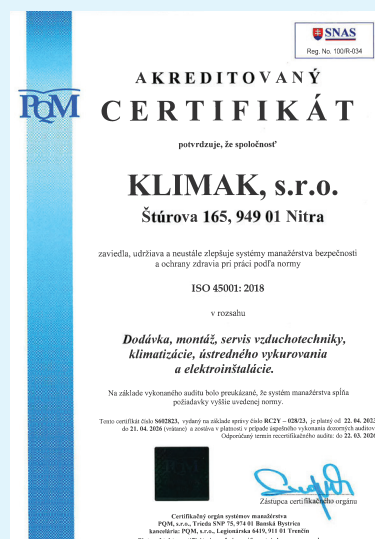 SNAS
Reg. No. 100/R-034
PQM
AKREDITOVANÝ
CERTIFIKÁT
potvrdzuje, že spoločnosť
KLIMAK, s.r.o.
Štúrova 165, 949 01 Nitra
zaviedla, udržiava a neustále zlepšuje systémy manažérstva bezpečnosti
a ochrany zdravia pri práci podľa normy
ISO 45001: 2018
v rozsahu
Dodávka, montáž, servis vzduchotechniky,
klimatizácie, ústredného vykurovania
a elektroinštalácie.
Na základe vykonaného auditu bolo preukázané, že systém manažérstva spĺňa
požiadavky vyššie uvedenej normy.
Tento certifikát číslo S602823, vydaný na základe správy číslo RC2Y – 028/23, je platný od 22. 04. 2023
do 21. 04. 2026 (vrátane) a zostáva v platnosti v prípade úspešného vykonania dozorných auditov
Odporúčaný termín recertifikačného auditu: do 22. 03. 2026
PQM
Zástupca certifikačného orgánu
Certifikačný orgán systémov manažérstva
PQM, s.r.o., Trieda SNP 75, 974 01 Banská Bystrica
kancelária: PQM, s.r.o., Legionárska 6449, 911 01 Trenčín